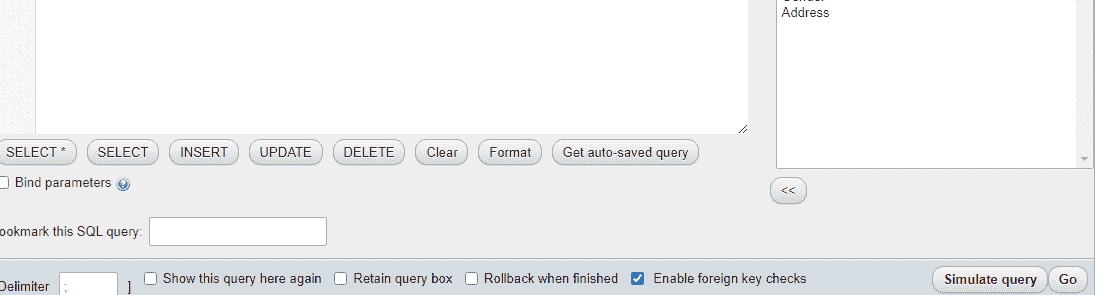 Address
SELECT * SELECT INSERT UPDATE DELETE Clear Format Get auto-saved query
Bind parameters
<<
ookmark this SQL query:
Delimiter ; ] Show this query here again Retain query box Rollback when finished Enable foreign key checks Simulate query Go